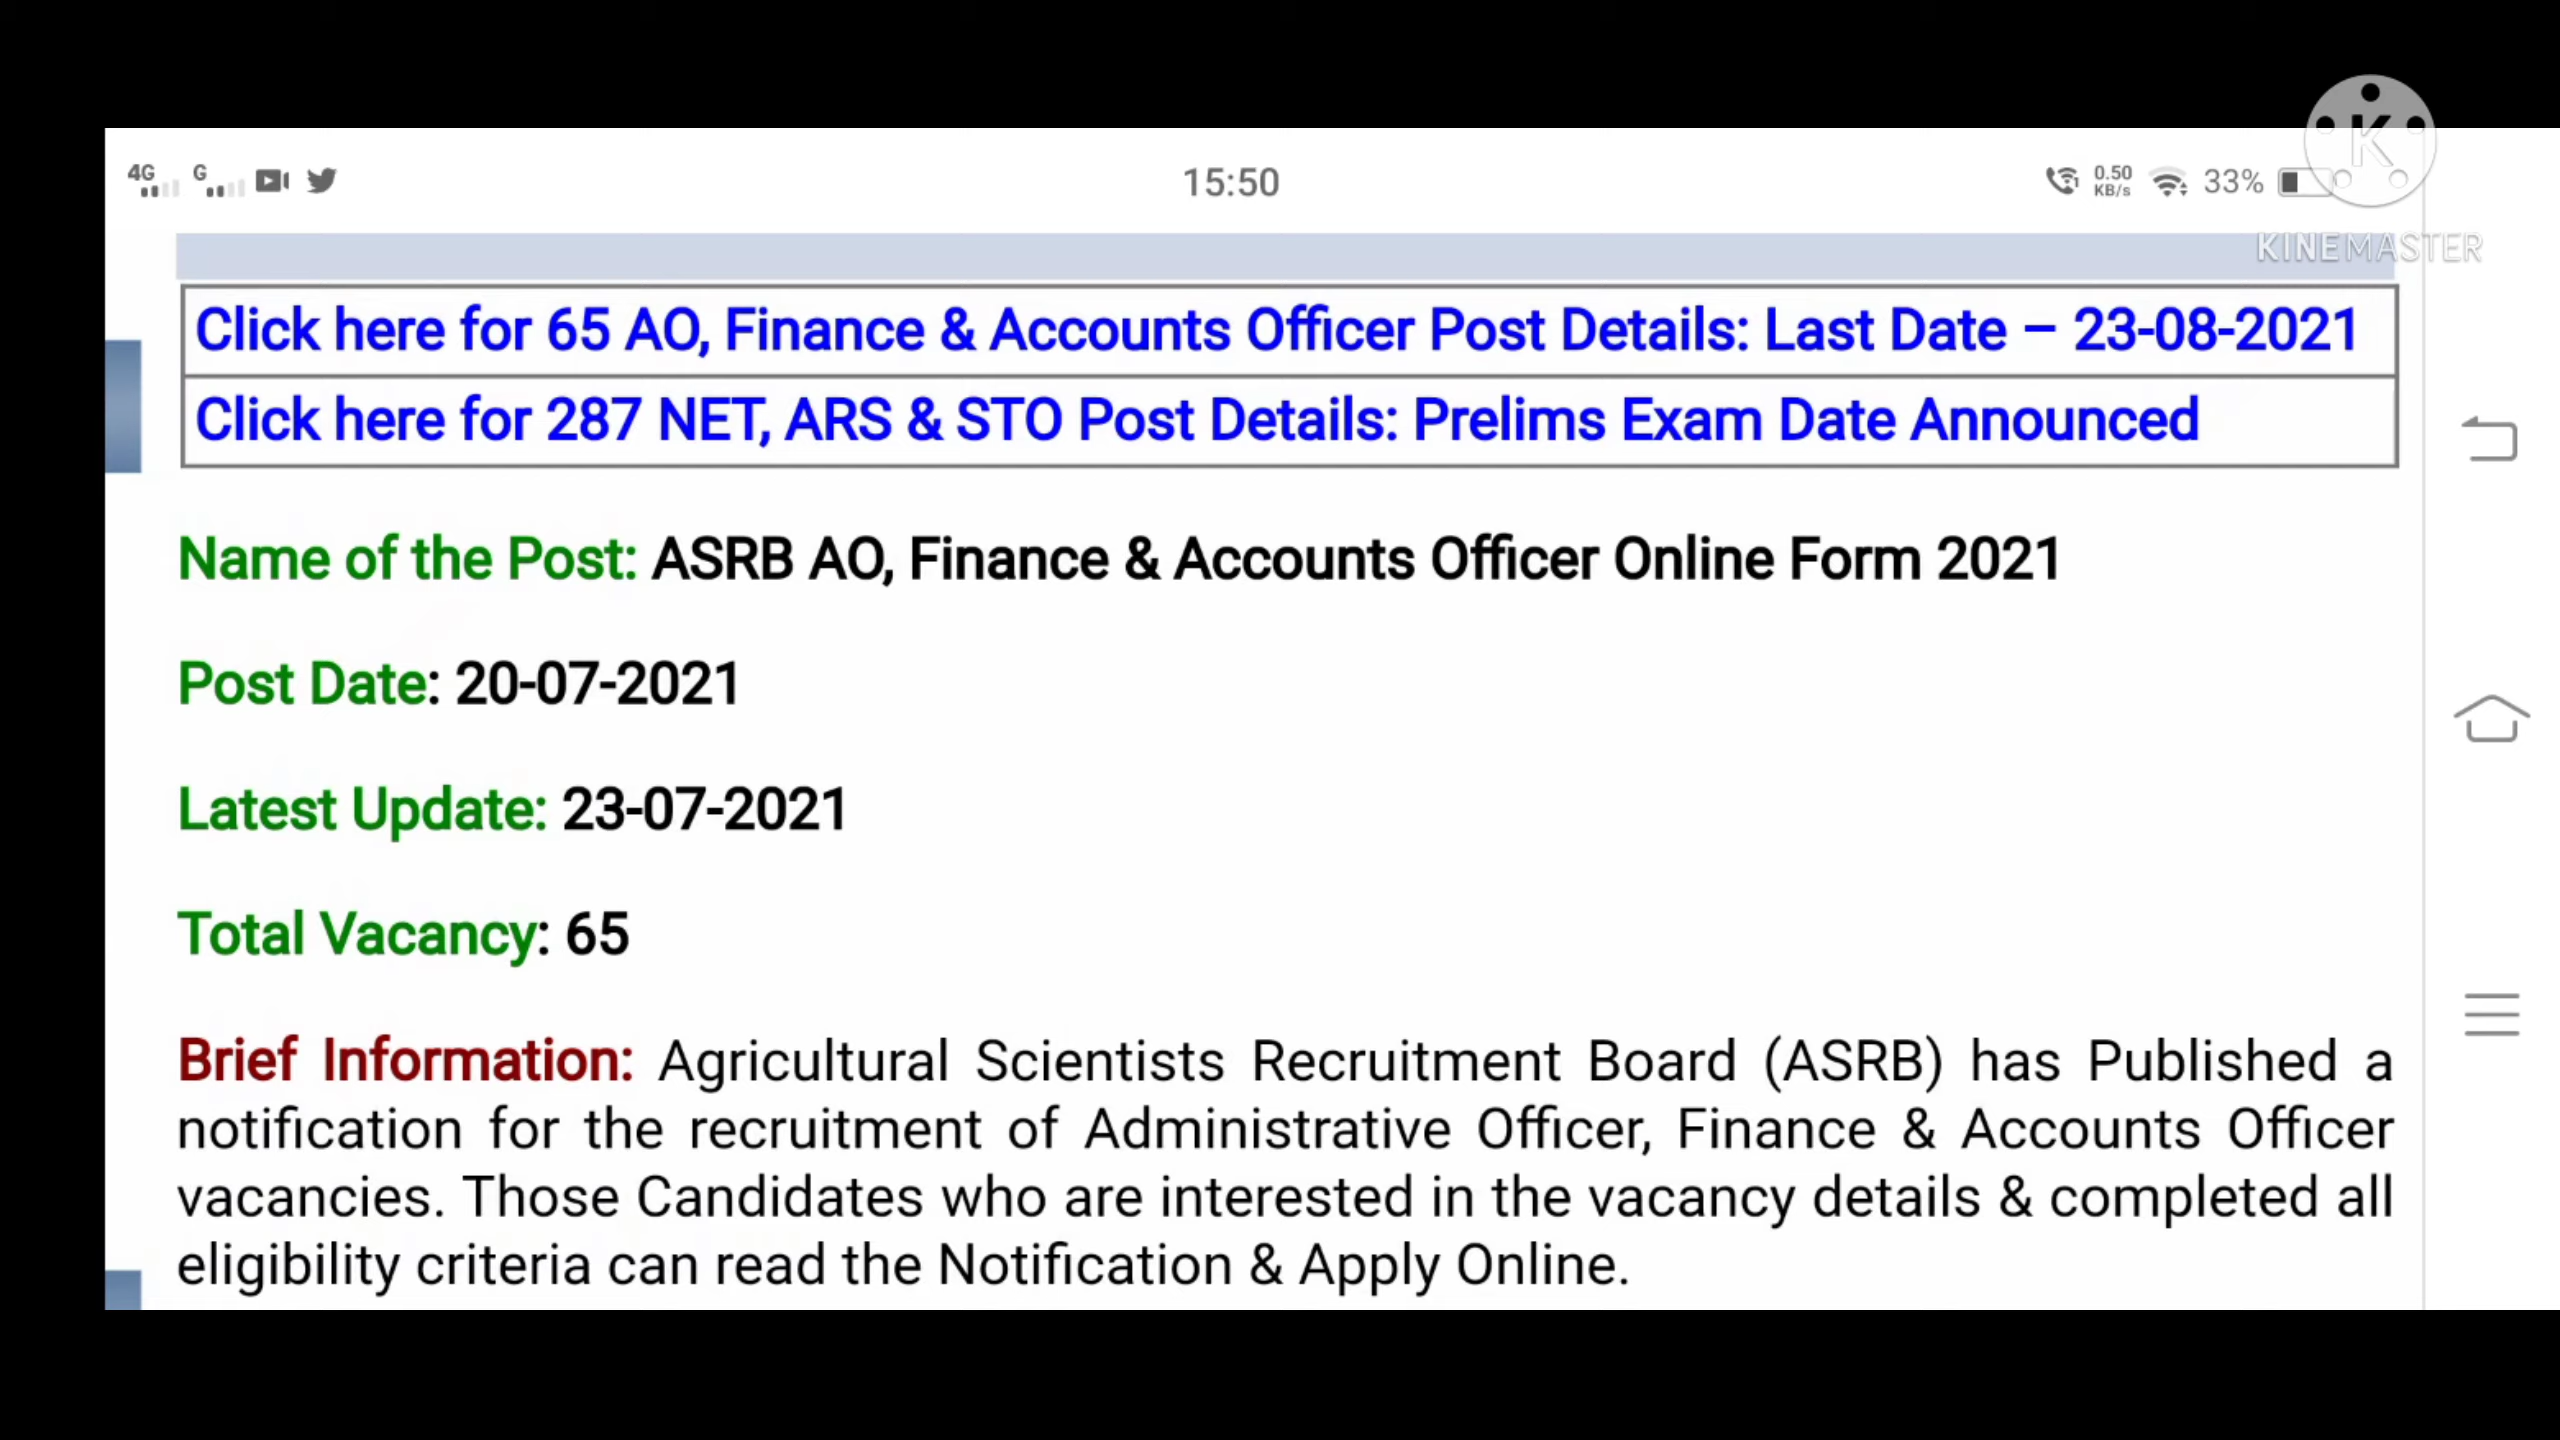 4G G 15:50 0.50 KB/s 33%
KINEMASTER
Click here for 65 AO, Finance & Accounts Officer Post Details: Last Date – 23-08-2021
Click here for 287 NET, ARS & STO Post Details: Prelims Exam Date Announced
Name of the Post: ASRB AO, Finance & Accounts Officer Online Form 2021
Post Date: 20-07-2021
Latest Update: 23-07-2021
Total Vacancy: 65
Brief Information: Agricultural Scientists Recruitment Board (ASRB) has Published a
notification for the recruitment of Administrative Officer, Finance & Accounts Officer
vacancies. Those Candidates who are interested in the vacancy details & completed all
eligibility criteria can read the Notification & Apply Online.